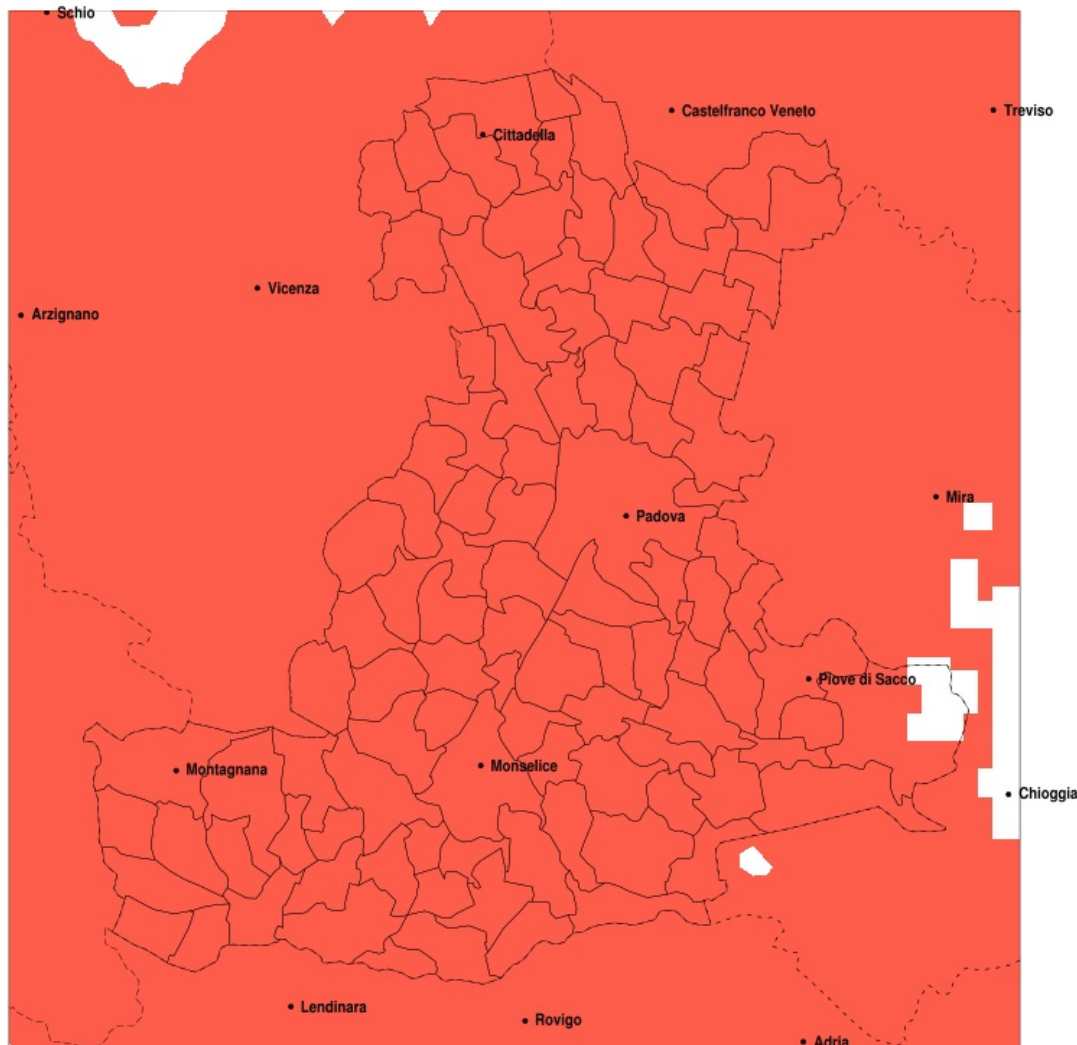 Schio
Castelfranco Veneto
Treviso
Cittadella
Vicenza
Arzignano
Mira
Padova
Piove di Sacco
Monselice
Montagnana
Chioggia
Lendinara
Rovigo
Adria